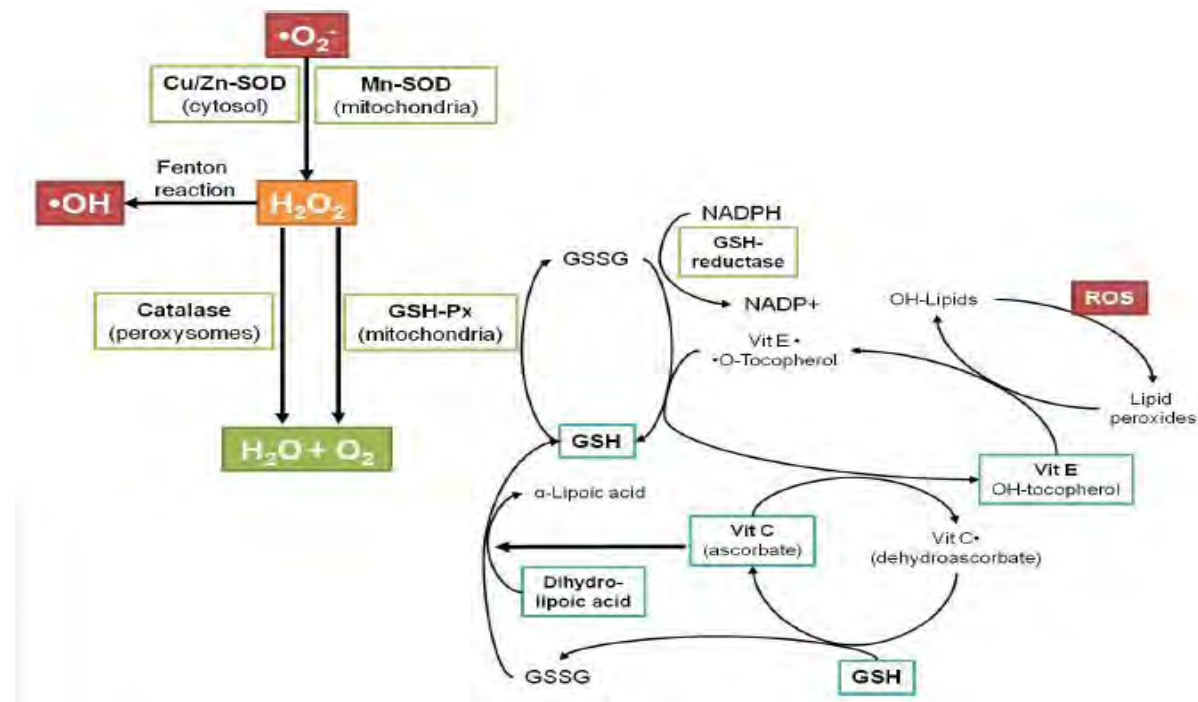 •O₂⁻
Cu/Zn-SOD
(cytosol)
Mn-SOD
(mitochondria)
Fenton
reaction
•OH
H₂O₂
Catalase
(peroxysomes)
GSH-Px
(mitochondria)
H₂O + O₂
GSSG
NADPH
GSH-
reductase
NADP+
Vit E •
•O-Tocopherol
OH-Lipids
ROS
Lipid
peroxides
GSH
α-Lipoic acid
Vit E
OH-tocopherol
Vit C
(ascorbate)
Vit C•
(dehydroascorbate)
Dihydro-
lipoic acid
GSSG
GSH